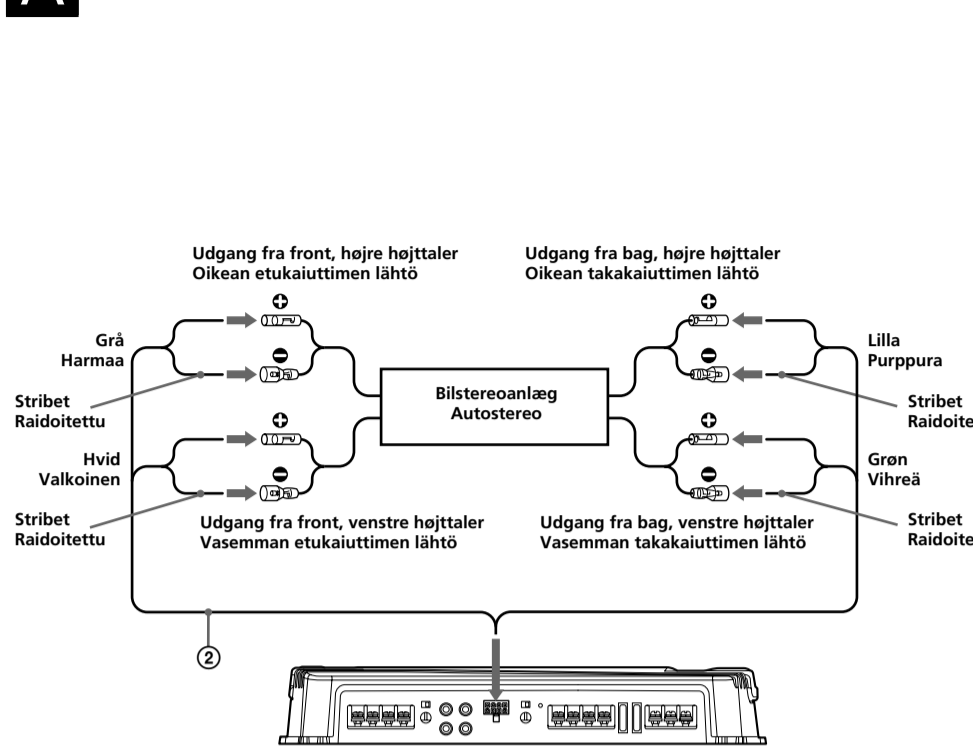 A
Udgang fra front, højre højttaler
Oikean etukaiuttimen lähtö
Udgang fra bag, højre højttaler
Oikean takakaiuttimen lähtö
Grå
Harmaa
Lilla
Purppura
Stribet
Raidoitettu
Bilstereoanlæg
Autostereo
Stribet
Raidoite
Hvid
Valkoinen
Grøn
Vihreä
Stribet
Raidoitettu
Stribet
Raidoite
Udgang fra front, venstre højttaler
Vasemman etukaiuttimen lähtö
Udgang fra bag, venstre højttaler
Vasemman takakaiuttimen lähtö
②